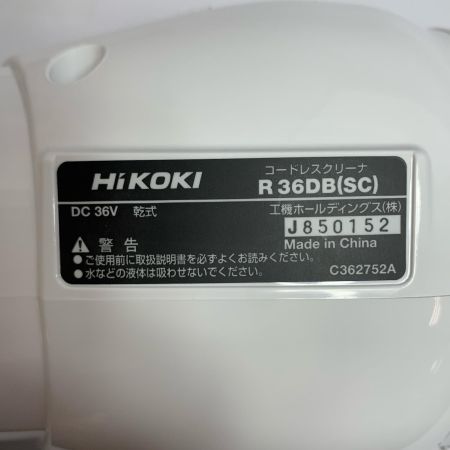 コードレスクリーナ
HiKOKI R 36DB(SC)
DC 36V 乾式 工機ホールディングス(株)
J850152
Made in China
警告
●ご使用前に取扱説明書を必ずよくお読みください。
●水などの液体は吸わせないでください。
C362752A